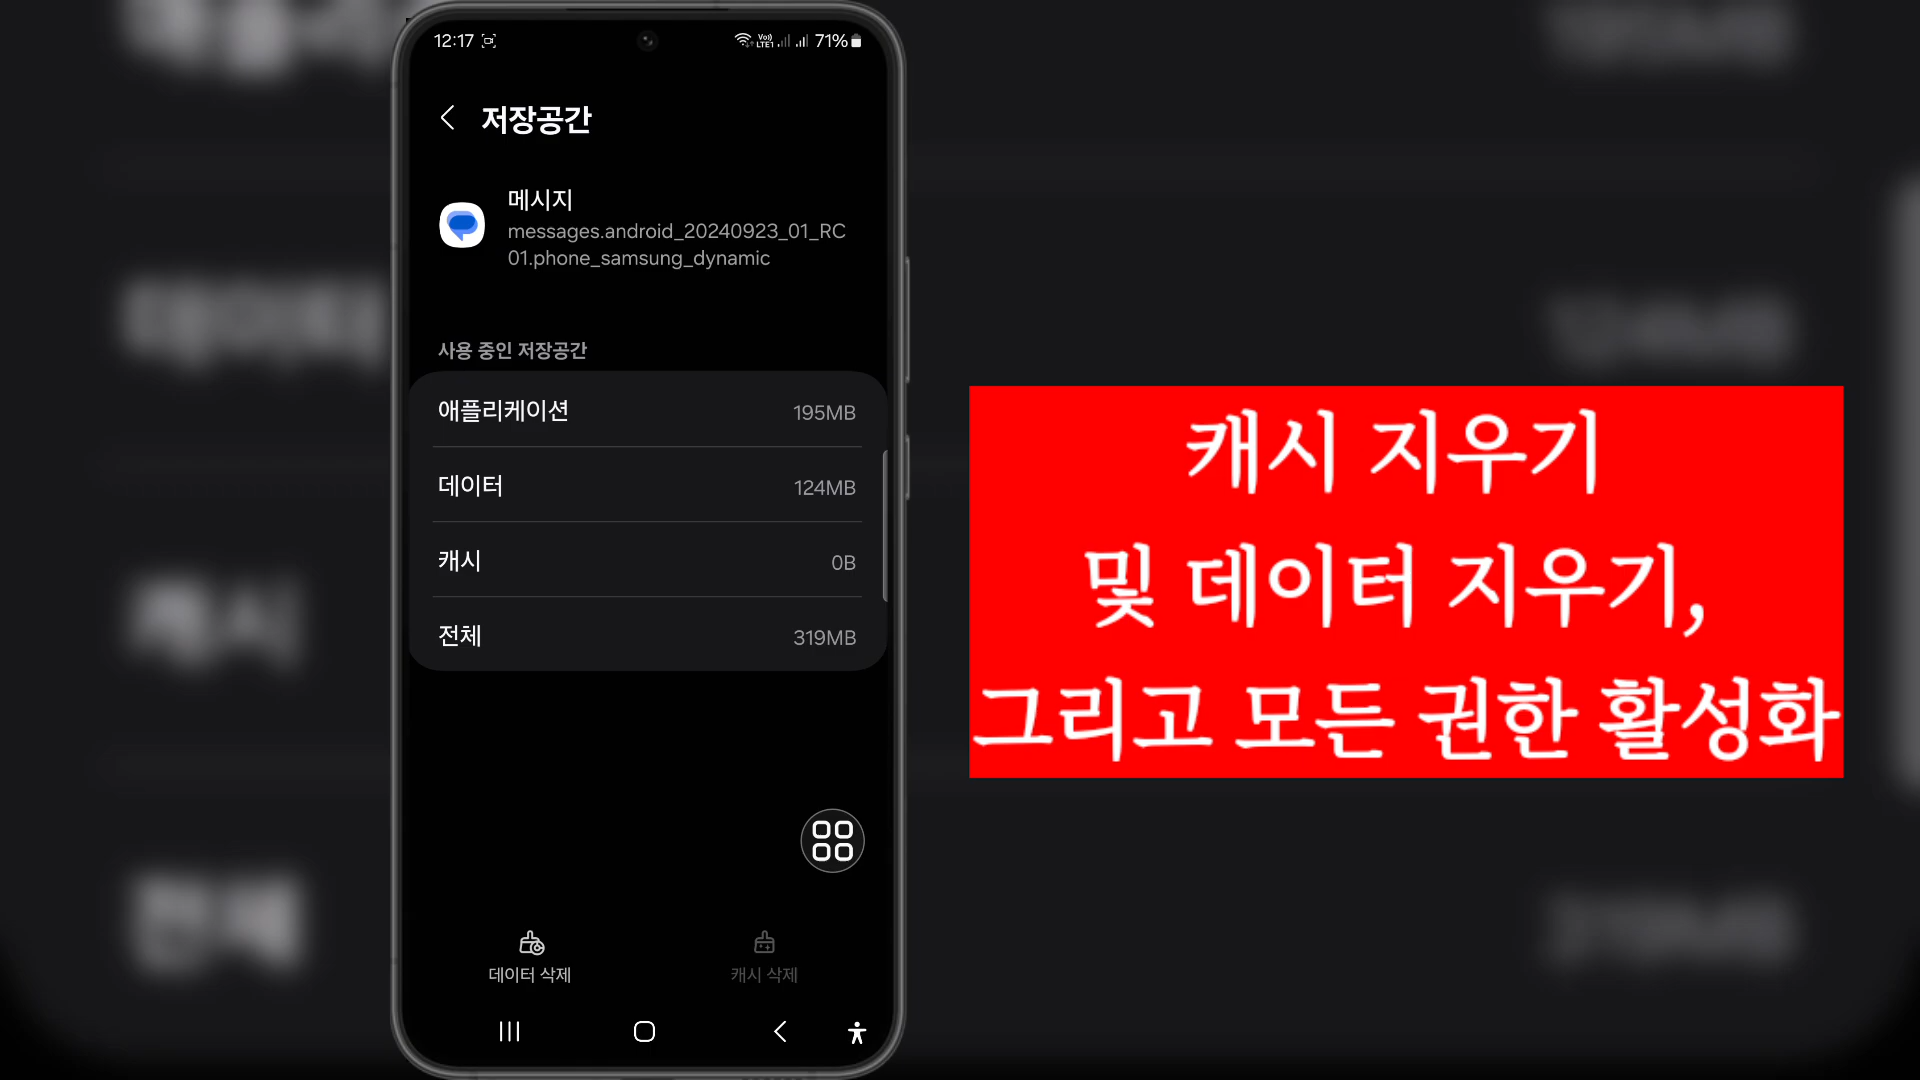 12:17
Vo))
LTE1
71%
저장공간
메시지
messages.android_20240923_01_RC
01.phone_samsung_dynamic
사용 중인 저장공간
애플리케이션 195MB
데이터 124MB
캐시 0B
전체 319MB
데이터 삭제
캐시 삭제
캐시 지우기
및 데이터 지우기,
그리고 모든 권한 활성화